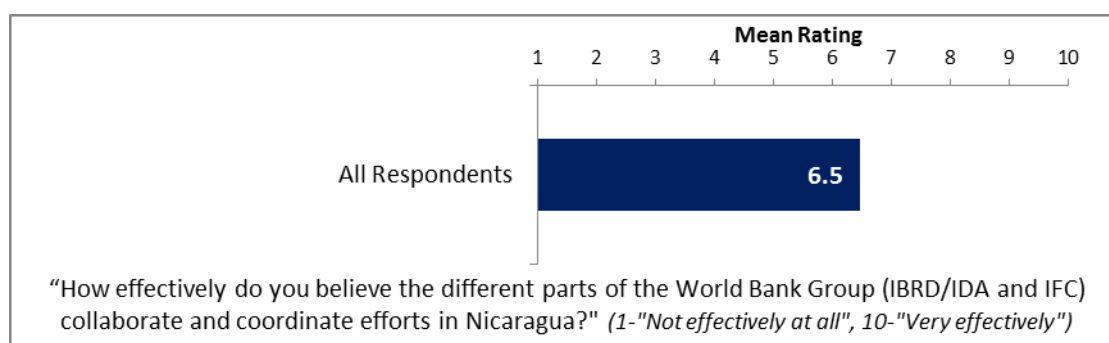 Mean Rating
1 2 3 4 5 6 7 8 9 10
All Respondents 6.5
“How effectively do you believe the different parts of the World Bank Group (IBRD/IDA and IFC)
collaborate and coordinate efforts in Nicaragua?" (1-"Not effectively at all", 10-"Very effectively")